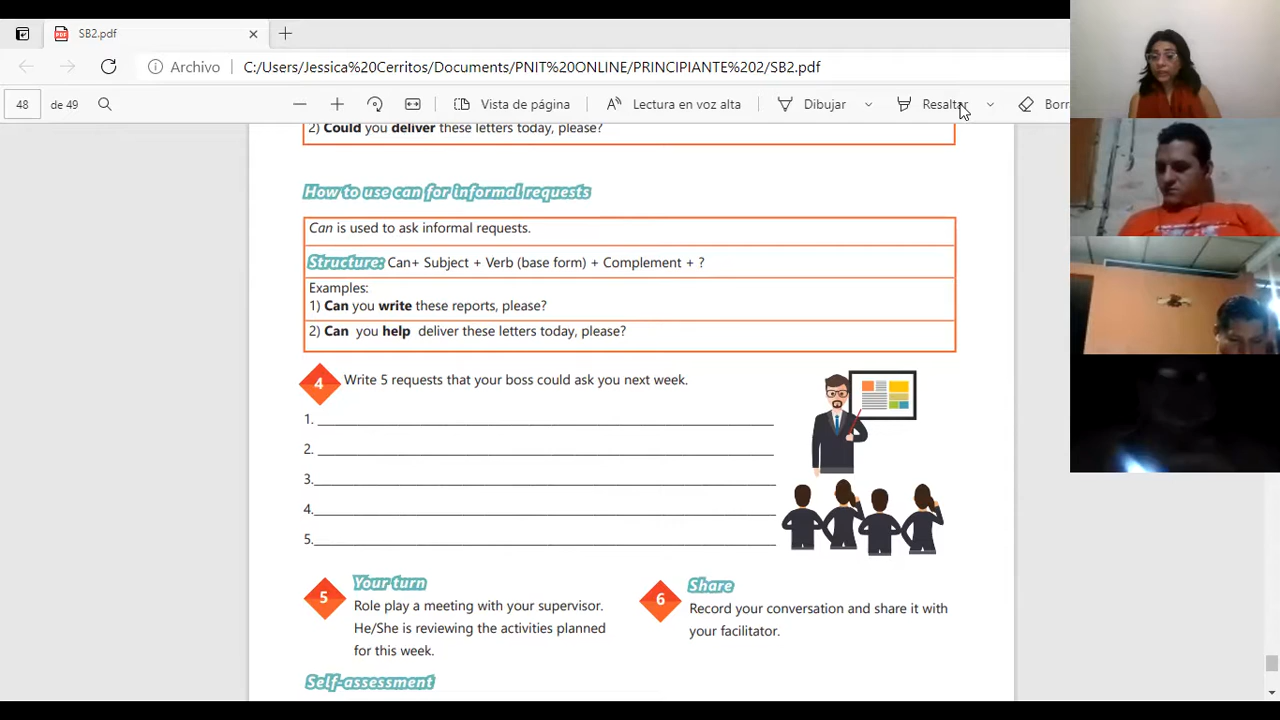 SB2.pdf
Archivo C:/Users/Jessica%20Cerritos/Documents/PNIT%20ONLINE/PRINCIPIANTE%202/SB2.pdf
48 de 49 Vista de página Lectura en voz alta Dibujar Resaltar Borr
2) Could you deliver these letters today, please?
How to use can for informal requests
Can is used to ask informal requests.
Structure: Can+ Subject + Verb (base form) + Complement + ?
Examples:
1) Can you write these reports, please?
2) Can you help deliver these letters today, please?
4 Write 5 requests that your boss could ask you next week.
1.
2.
3.
4.
5.
5 Your turn
Role play a meeting with your supervisor.
He/She is reviewing the activities planned
for this week.
6 Share
Record your conversation and share it with
your facilitator.
Self-assessment